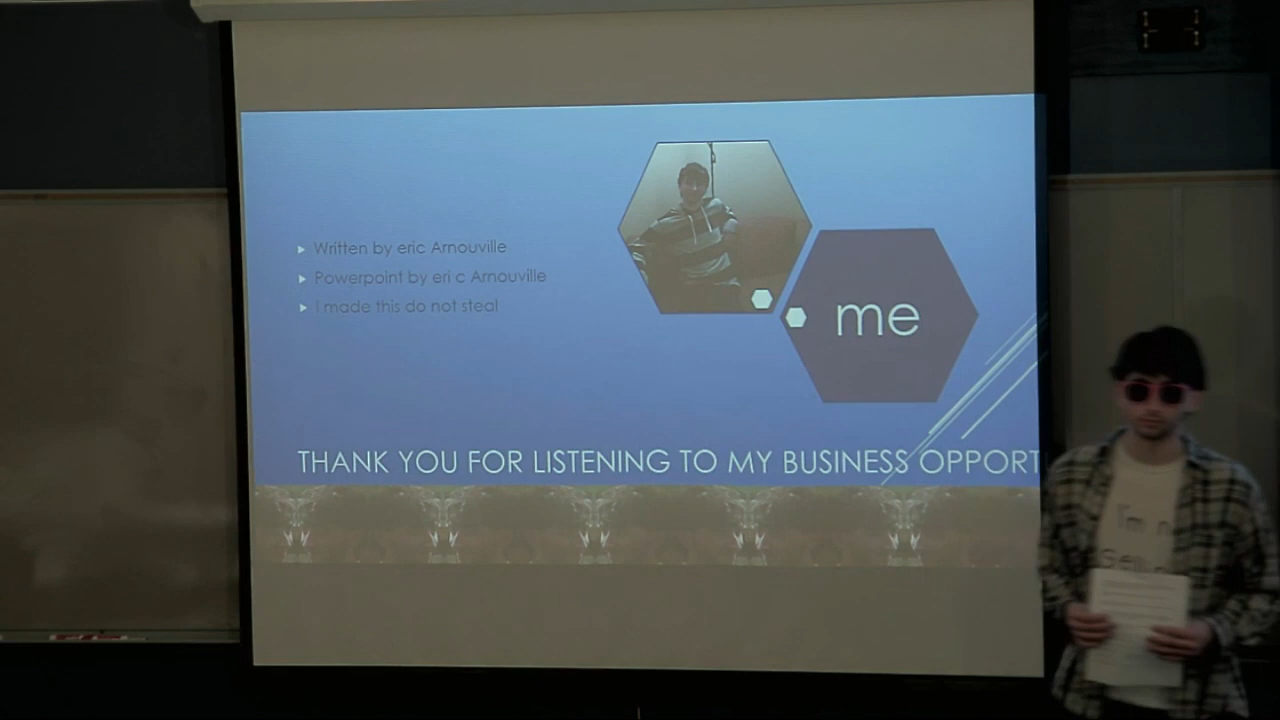 Written by eric Arnouville
Powerpoint by eri c Arnouville
I made this do not steal
me
THANK YOU FOR LISTENING TO MY BUSINESS OPPORT
I'm n